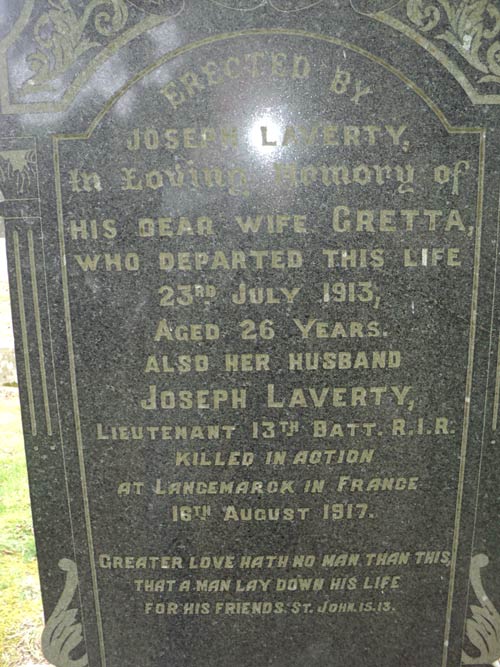 ERECTED BY
JOSEPH LAVERTY,
In Loving Memory of
HIS DEAR WIFE GRETTA,
WHO DEPARTED THIS LIFE
23RD JULY 1913,
AGED 26 YEARS.
ALSO HER HUSBAND
JOSEPH LAVERTY,
LIEUTENANT 13TH BATT. R.I.R.
KILLED IN ACTION
AT LANGEMARCK IN FRANCE
16TH AUGUST 1917.
GREATER LOVE HATH NO MAN THAN THIS,
THAT A MAN LAY DOWN HIS LIFE
FOR HIS FRIENDS. ST. JOHN. 15. 13.